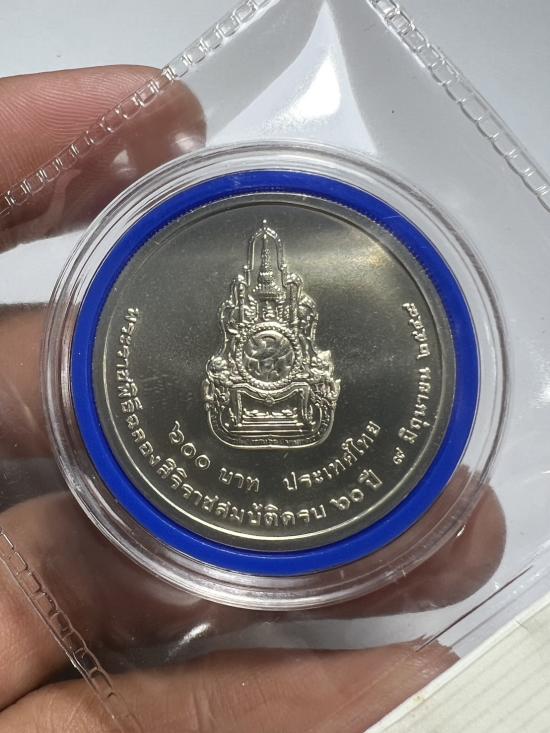 ๖๐๐ บาท ประเทศไทย
พระราชพิธีฉลองสิริราชสมบัติครบ ๖๐ ปี ๙ มิถุนายน ๒๕๔๙